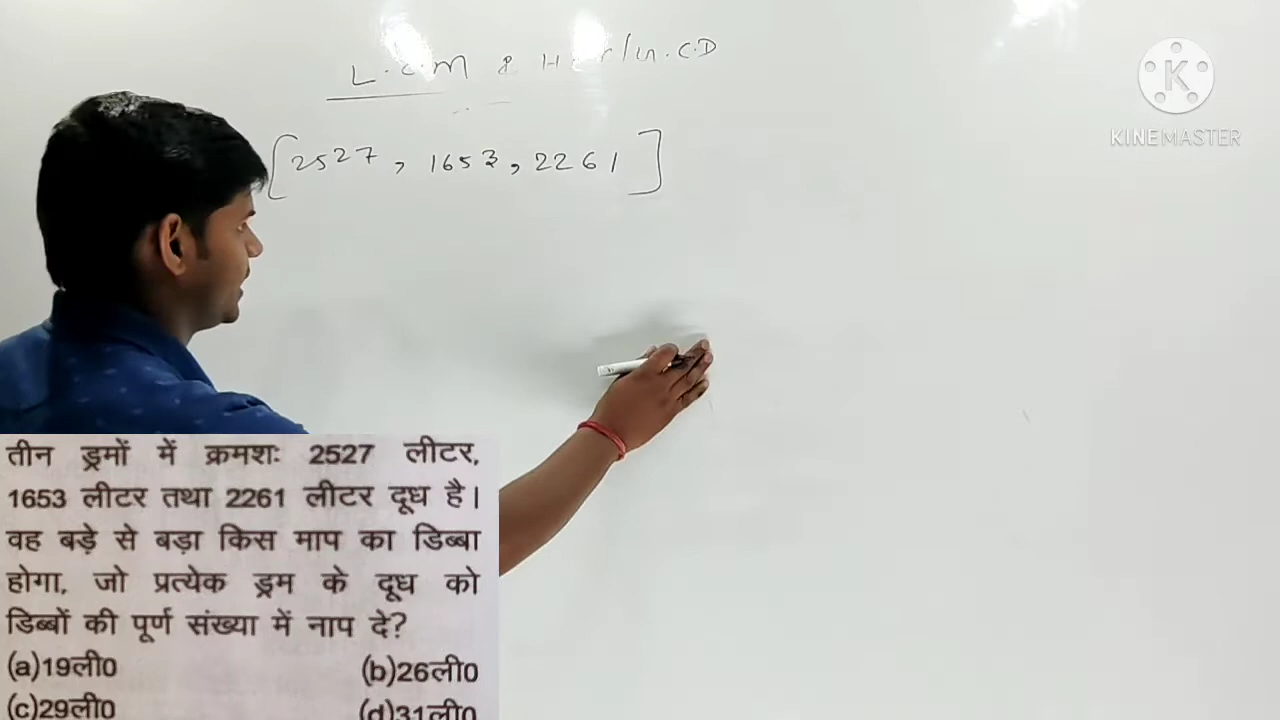 L.C.M & H.C.F/G.C.D
[2527, 1653, 2261]
KINEMASTER
तीन ड्रमों में क्रमशः 2527 लीटर,
1653 लीटर तथा 2261 लीटर दूध है।
वह बड़े से बड़ा किस माप का डिब्बा
होगा, जो प्रत्येक ड्रम के दूध को
डिब्बों की पूर्ण संख्या में नाप दे?
(a)19ली0 (b)26ली0
(c)29ली0 (d)31ली0